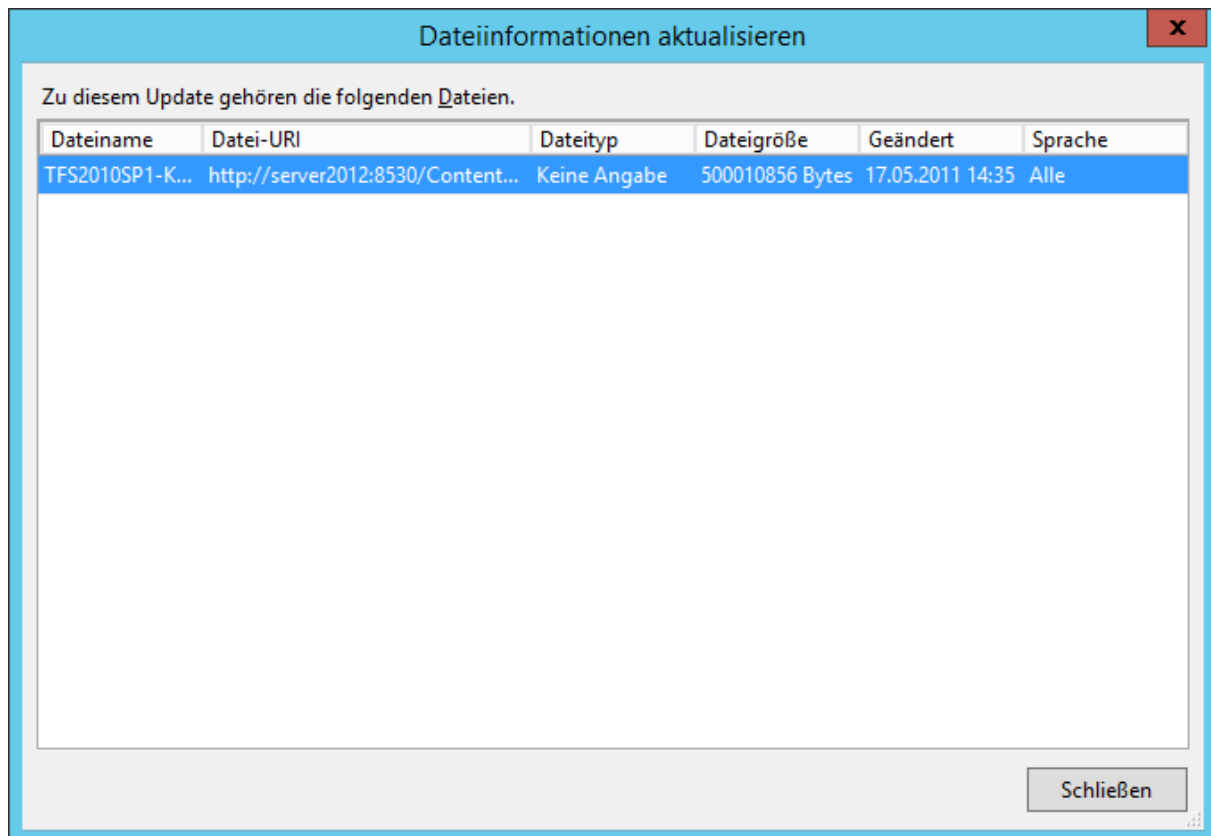 Dateiinformationen aktualisieren
x
Zu diesem Update gehören die folgenden Dateien.
Dateiname Datei-URI Dateityp Dateigröße Geändert Sprache
TFS2010SP1-K... http://server2012:8530/Content... Keine Angabe 500010856 Bytes 17.05.2011 14:35 Alle
Schließen